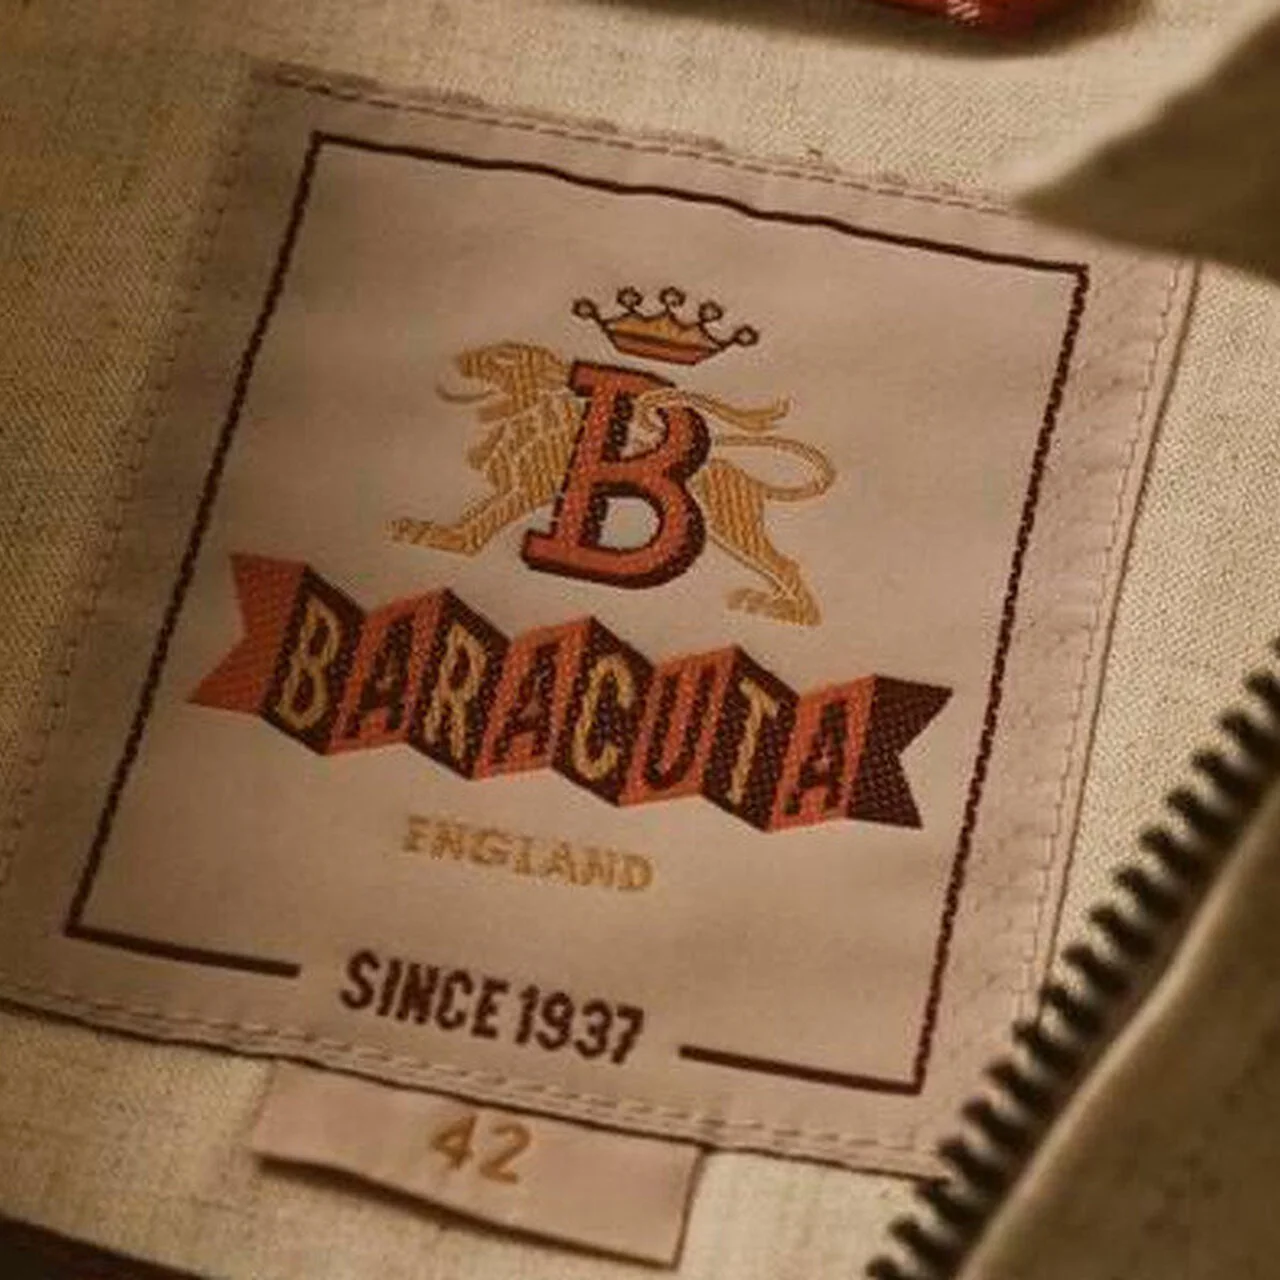 B
BARACUTA
ENGLAND
SINCE 1937
42